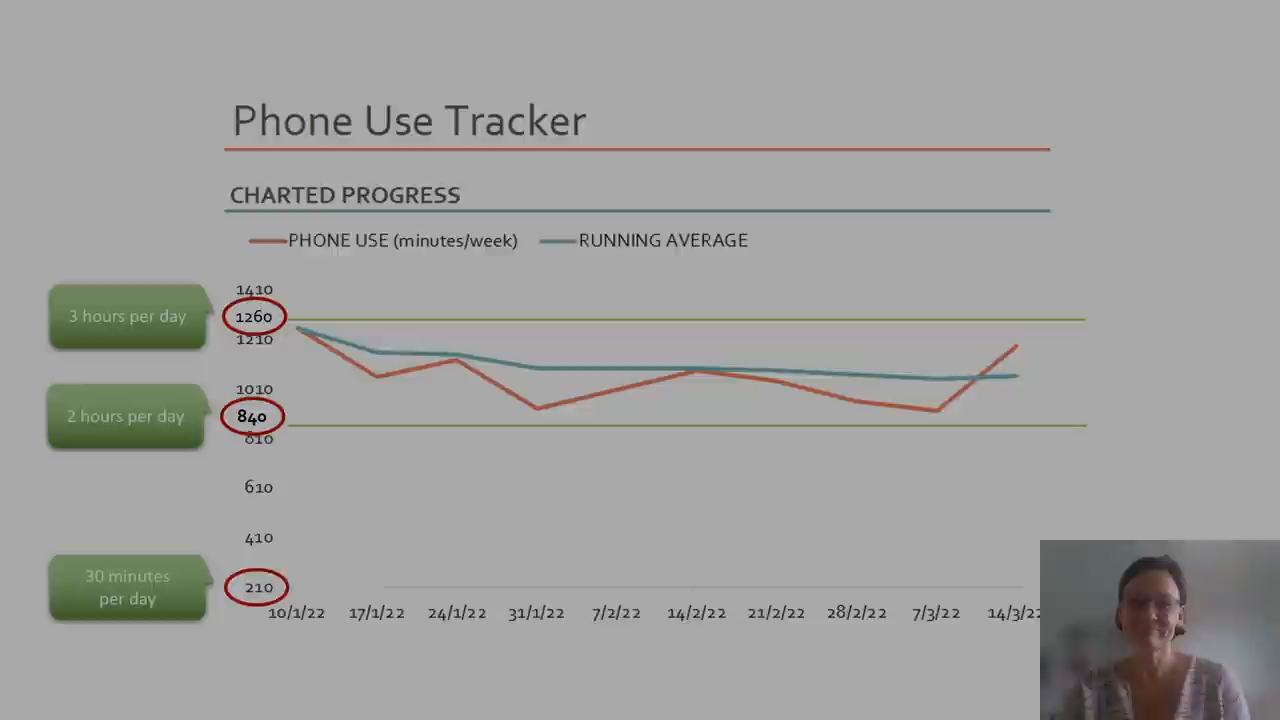 Phone Use Tracker
CHARTED PROGRESS
PHONE USE (minutes/week) RUNNING AVERAGE
1410
3 hours per day
1260
1210
1010
2 hours per day
840
810
610
410
30 minutes
per day
210
10/1/22 17/1/22 24/1/22 31/1/22 7/2/22 14/2/22 21/2/22 28/2/22 7/3/22 14/3/22